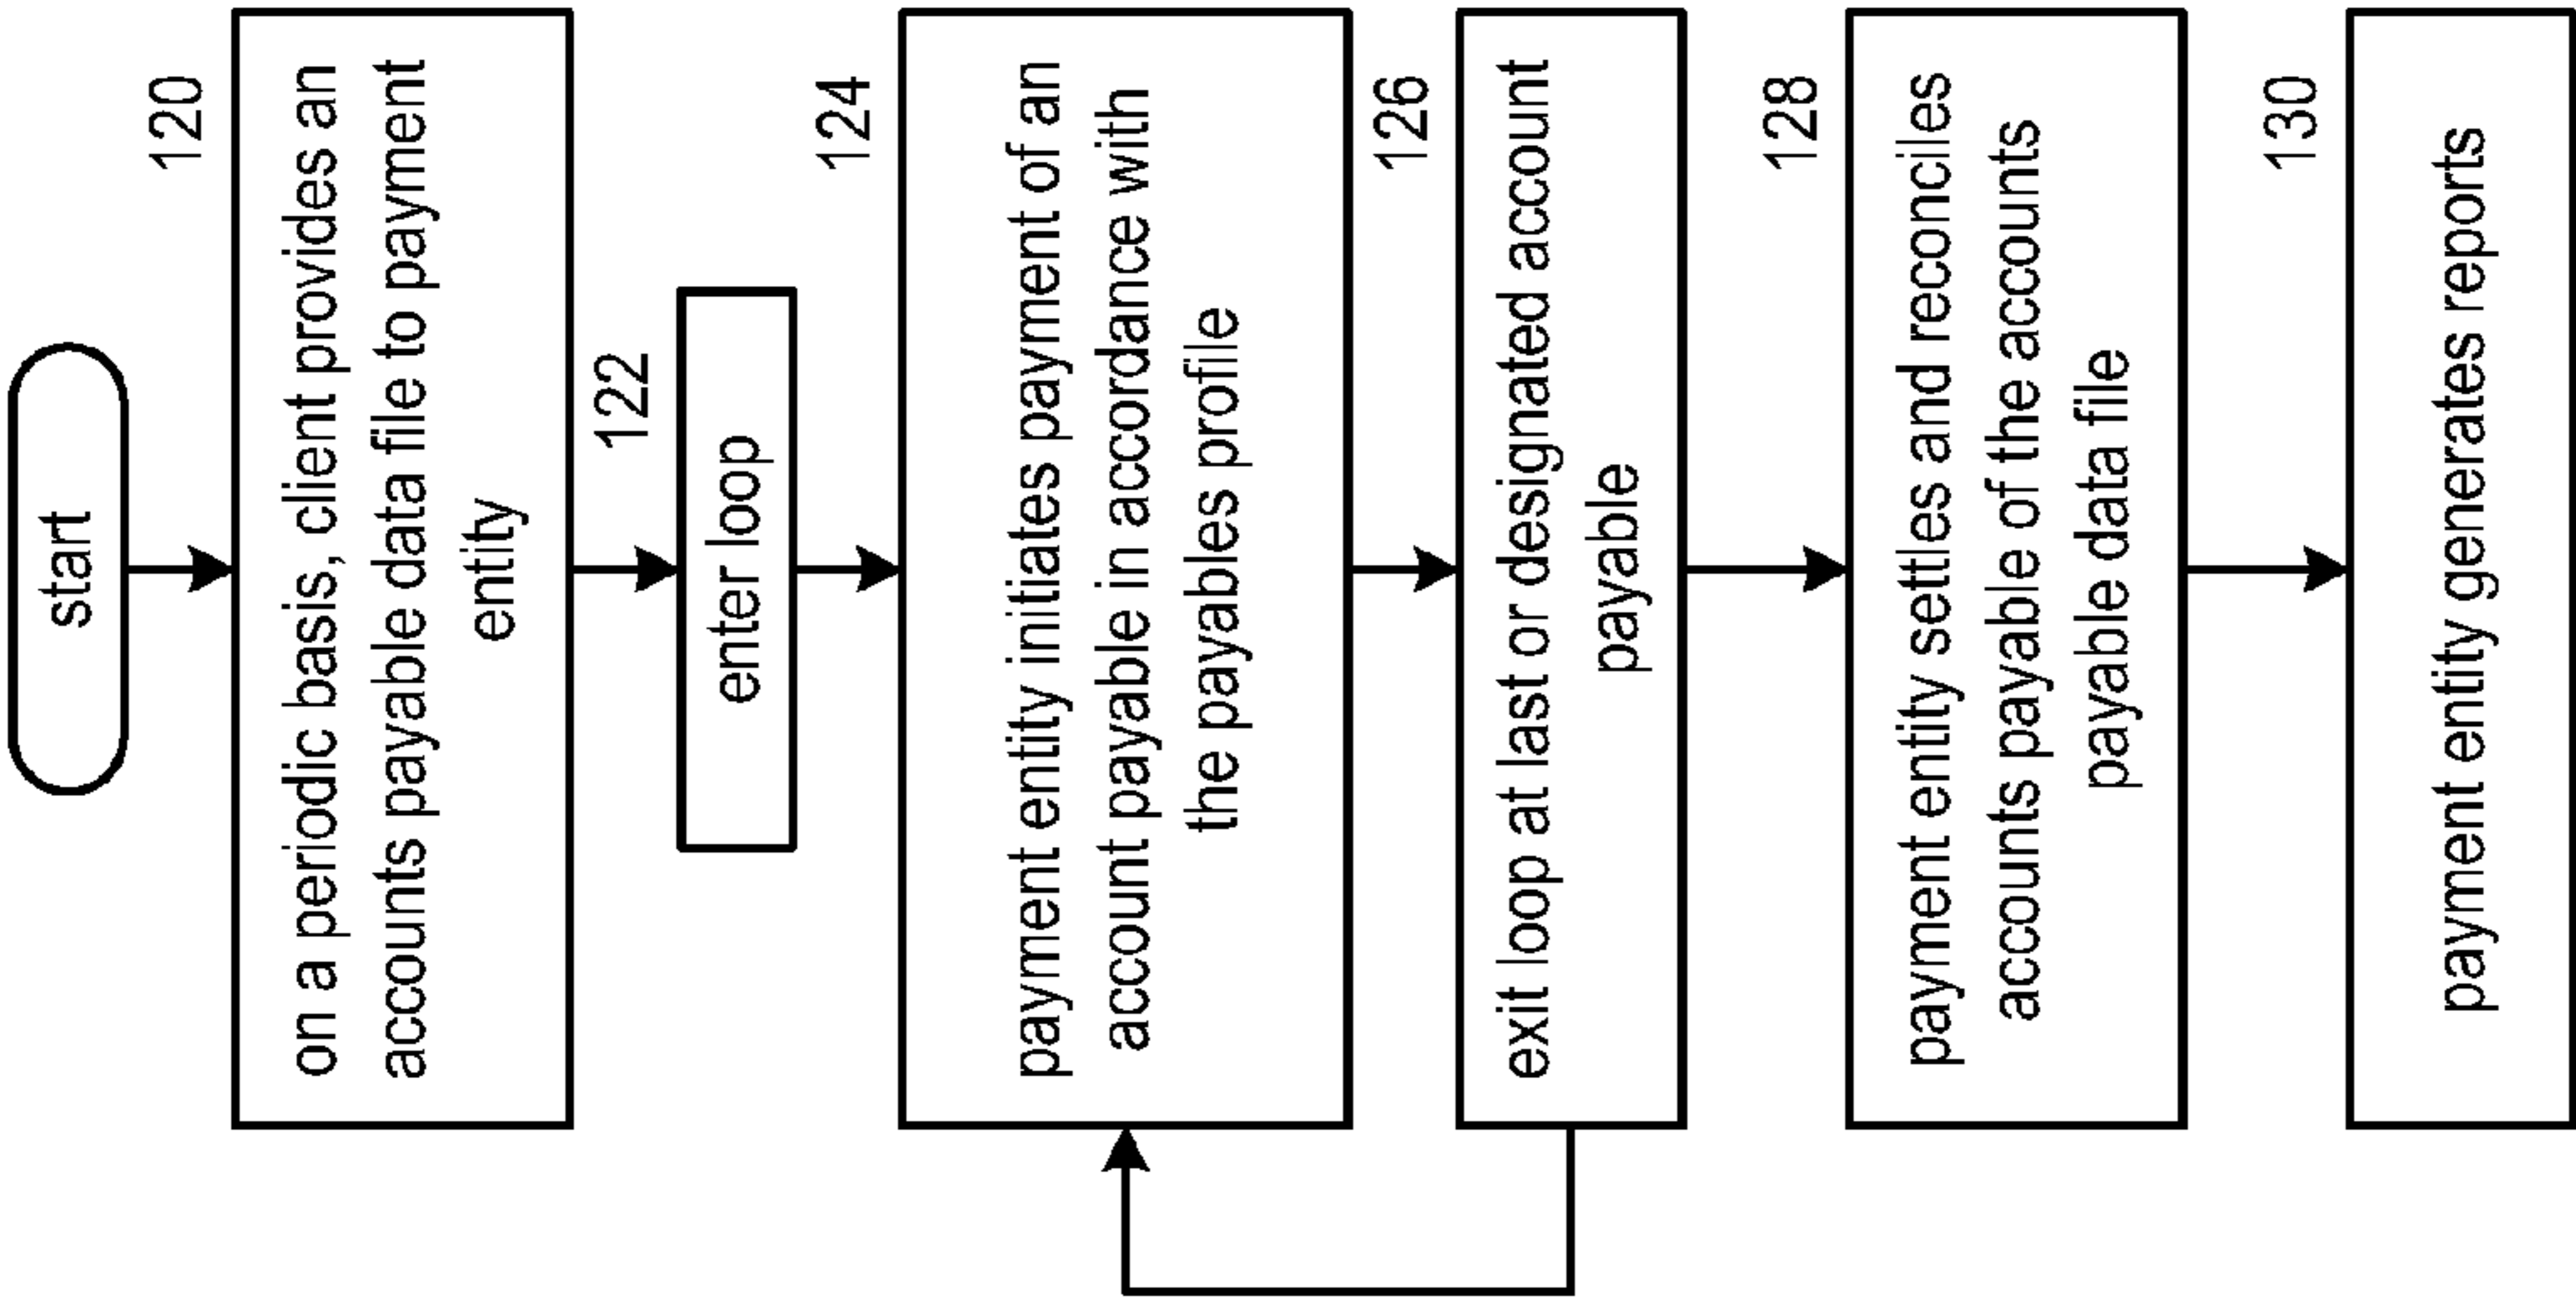 start
120
on a periodic basis, client provides an
accounts payable data file to payment
entity
122
enter loop
124
payment entity initiates payment of an
account payable in accordance with
the payables profile
126
exit loop at last or designated account
payable
128
payment entity settles and reconciles
accounts payable of the accounts
payable data file
130
payment entity generates reports